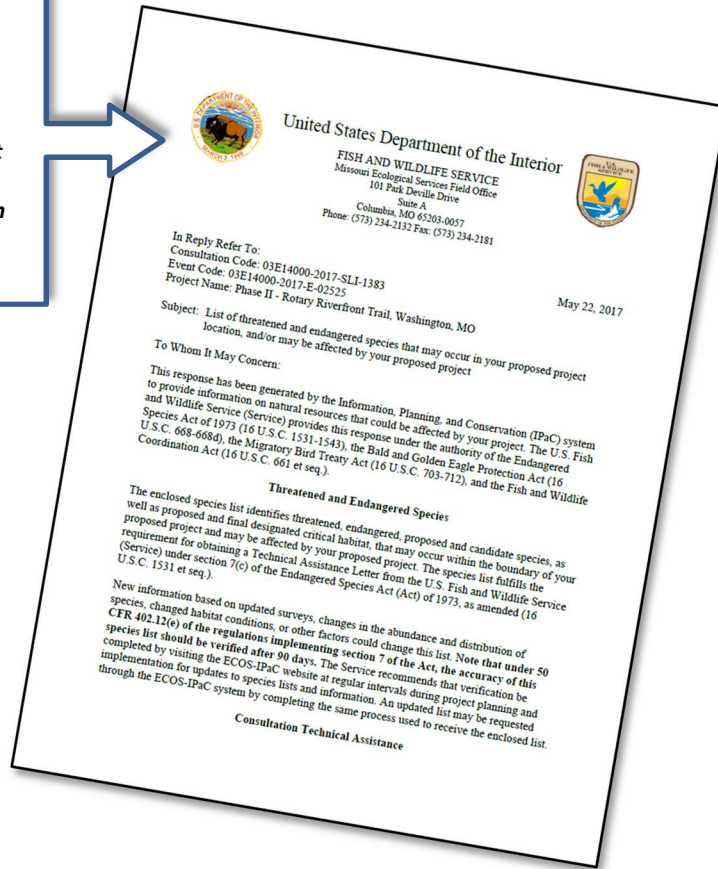 t
n
United States Department of the Interior
FISH AND WILDLIFE SERVICE
Missouri Ecological Services Field Office
101 Park Deville Drive
Suite A
Columbia, MO 65203-0057
Phone: (573) 234-2132 Fax: (573) 234-2181
U.S. DEPARTMENT OF THE INTERIOR
MARCH 3, 1849
U.S.
FISH & WILDLIFE
SERVICE
In Reply Refer To:
Consultation Code: 03E14000-2017-SLI-1383
Event Code: 03E14000-2017-E-02525
Project Name: Phase II - Rotary Riverfront Trail, Washington, MO
May 22, 2017
Subject: List of threatened and endangered species that may occur in your proposed project
location, and/or may be affected by your proposed project
To Whom It May Concern:
This response has been generated by the Information, Planning, and Conservation (IPaC) system
to provide information on natural resources that could be affected by your project. The U.S. Fish
and Wildlife Service (Service) provides this response under the authority of the Endangered
Species Act of 1973 (16 U.S.C. 1531-1543), the Bald and Golden Eagle Protection Act (16
U.S.C. 668-668d), the Migratory Bird Treaty Act (16 U.S.C. 703-712), and the Fish and Wildlife
Coordination Act (16 U.S.C. 661 et seq.).
Threatened and Endangered Species
The enclosed species list identifies threatened, endangered, proposed and candidate species, as
well as proposed and final designated critical habitat, that may occur within the boundary of your
proposed project and may be affected by your proposed project. The species list fulfills the
requirement for obtaining a Technical Assistance Letter from the U.S. Fish and Wildlife Service
(Service) under section 7(c) of the Endangered Species Act (Act) of 1973, as amended (16
U.S.C. 1531 et seq.).
New information based on updated surveys, changes in the abundance and distribution of
species, changed habitat conditions, or other factors could change this list. Note that under 50
CFR 402.12(e) of the regulations implementing section 7 of the Act, the accuracy of this
species list should be verified after 90 days. The Service recommends that verification be
completed by visiting the ECOS-IPaC website at regular intervals during project planning and
implementation for updates to species lists and information. An updated list may be requested
through the ECOS-IPaC system by completing the same process used to receive the enclosed list.
Consultation Technical Assistance